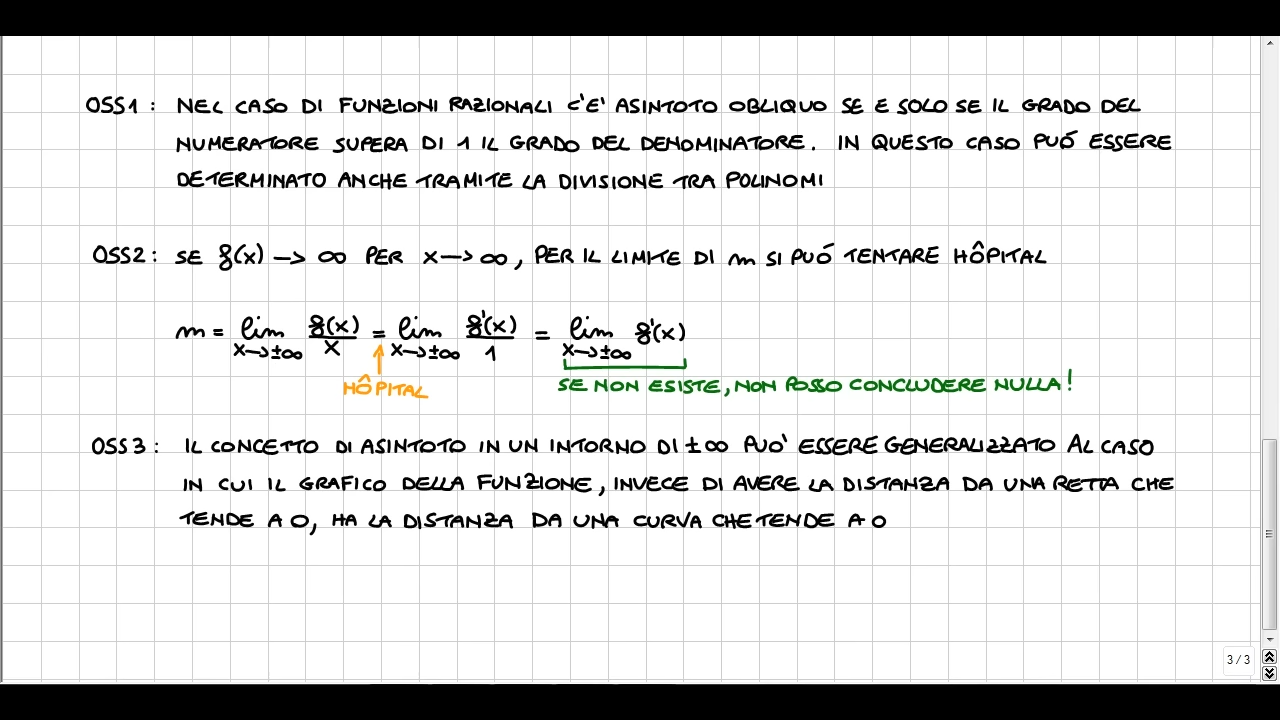 OSS1: NEL CASO DI FUNZIONI RAZIONALI C'E' ASINTOTO OBLIQUO SE E SOLO SE IL GRADO DEL
NUMERATORE SUPERA DI 1 IL GRADO DEL DENOMINATORE. IN QUESTO CASO PUÓ ESSERE
DETERMINATO ANCHE TRAMITE LA DIVISIONE TRA POLINOMI
OSS2: SE f(x) → ∞ PER x → ∞, PER IL LIMITE DI m SI PUÓ TENTARE HÔPITAL
m = lim_{x→±∞} f(x)/x = lim_{x→±∞} f'(x)/1 = lim_{x→±∞} f'(x)
HÔPITAL SE NON ESISTE, NON POSSO CONCLUDERE NULLA!
OSS3: IL CONCETTO DI ASINTOTO IN UN INTORNO DI ±∞ PUO' ESSERE GENERALIZZATO AL CASO
IN CUI IL GRAFICO DELLA FUNZIONE, INVECE DI AVERE LA DISTANZA DA UNA RETTA CHE
TENDE A 0, HA LA DISTANZA DA UNA CURVA CHE TENDE A 0
3/3